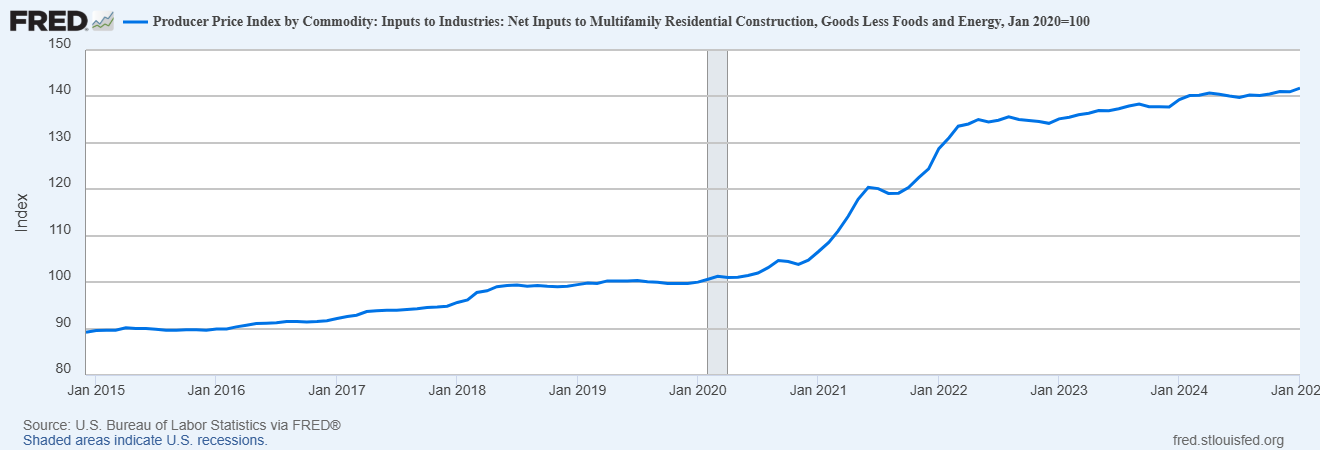 FRED
Producer Price Index by Commodity: Inputs to Industries: Net Inputs to Multifamily Residential Construction, Goods Less Foods and Energy, Jan 2020=100
150
140
130
120
110
100
90
80
Index
Jan 2015 Jan 2016 Jan 2017 Jan 2018 Jan 2019 Jan 2020 Jan 2021 Jan 2022 Jan 2023 Jan 2024 Jan 202
Source: U.S. Bureau of Labor Statistics via FRED®
Shaded areas indicate U.S. recessions.
fred.stlouisfed.org